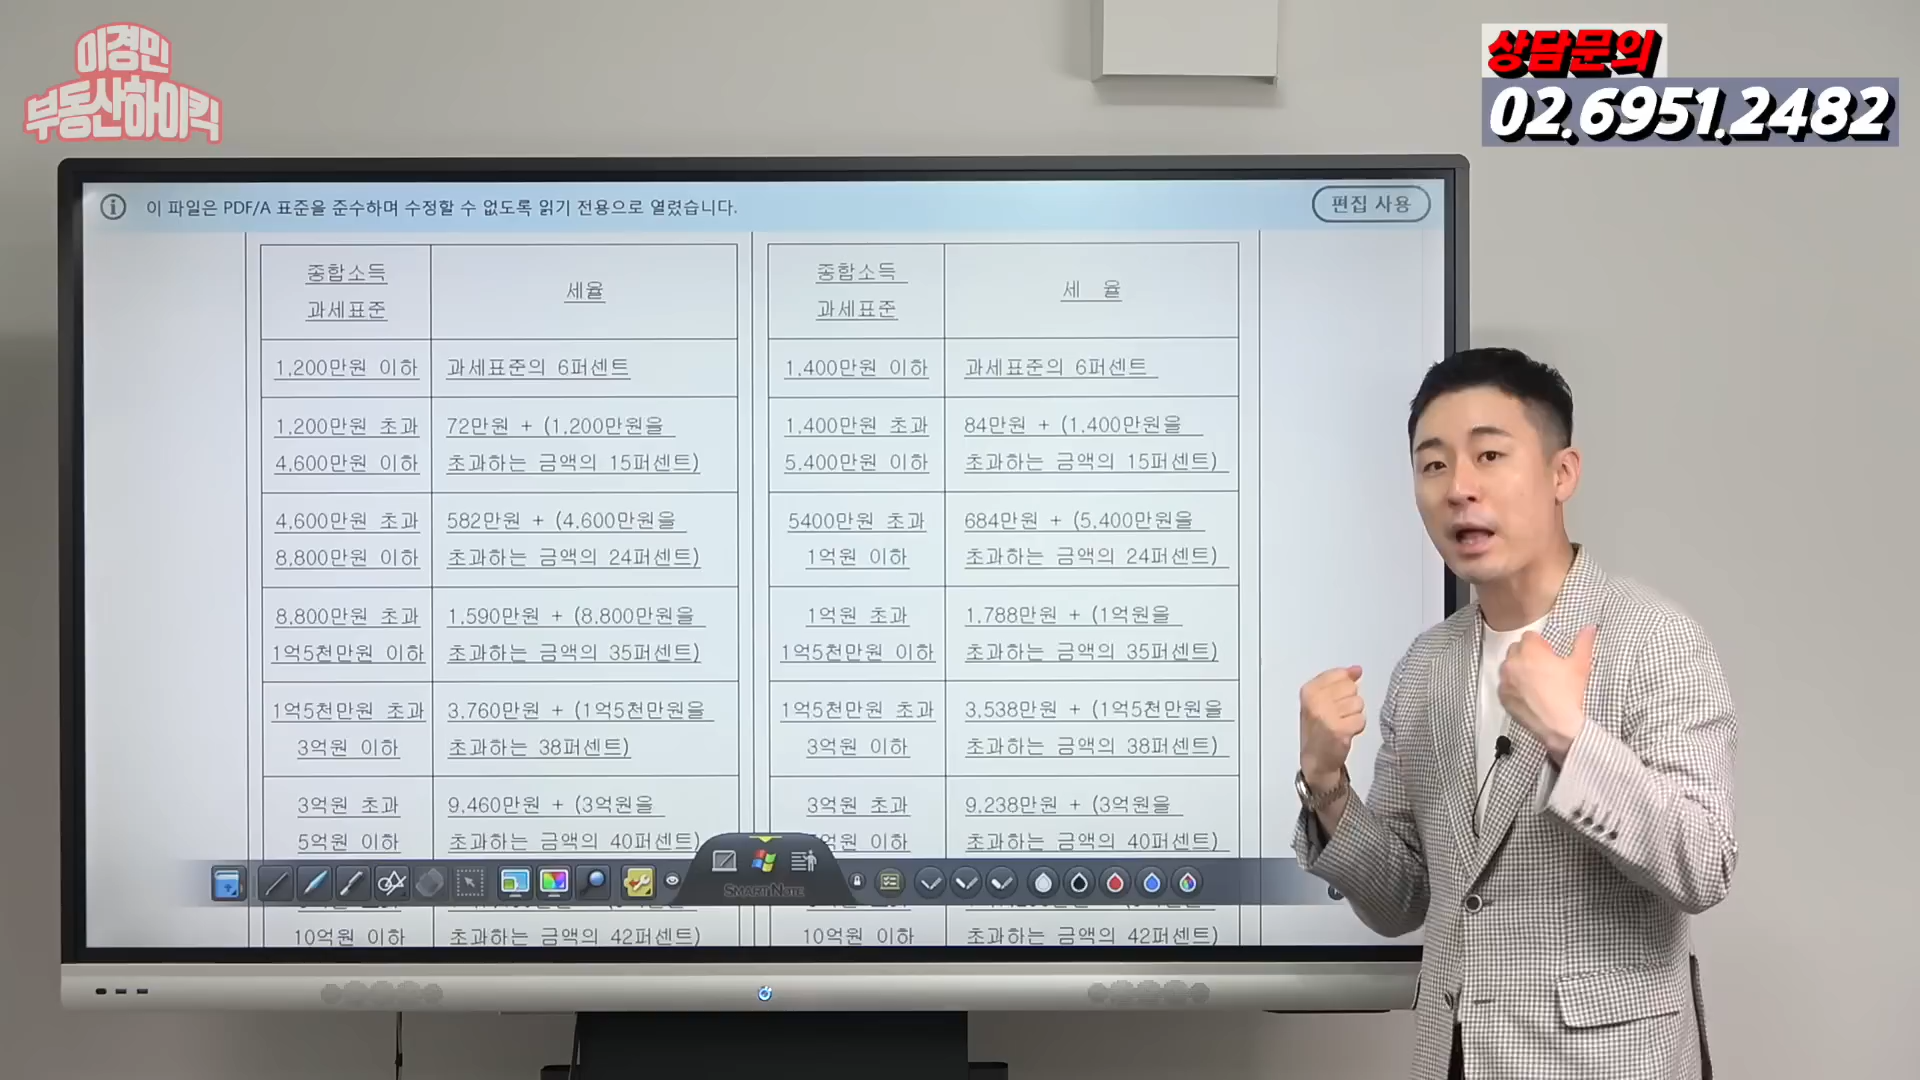 이경민
부동산하이킥
상담문의
02.6951.2482
이 파일은 PDF/A 표준을 준수하며 수정할 수 없도록 읽기 전용으로 열렸습니다.
편집 사용
종합소득
과세표준
세율
1,200만원 이하
과세표준의 6퍼센트
1,200만원 초과
4,600만원 이하
72만원 + (1,200만원을
초과하는 금액의 15퍼센트)
4,600만원 초과
8,800만원 이하
582만원 + (4,600만원을
초과하는 금액의 24퍼센트)
8,800만원 초과
1억5천만원 이하
1,590만원 + (8,800만원을
초과하는 금액의 35퍼센트)
1억5천만원 초과
3억원 이하
3,760만원 + (1억5천만원을
초과하는 38퍼센트)
3억원 초과
5억원 이하
9,460만원 + (3억원을
초과하는 금액의 40퍼센트)
10억원 이하
초과하는 금액의 42퍼센트)
종합소득
과세표준
세 율
1,400만원 이하
과세표준의 6퍼센트
1,400만원 초과
5,400만원 이하
84만원 + (1,400만원을
초과하는 금액의 15퍼센트)
5400만원 초과
1억원 이하
684만원 + (5,400만원을
초과하는 금액의 24퍼센트)
1억원 초과
1억5천만원 이하
1,788만원 + (1억원을
초과하는 금액의 35퍼센트)
1억5천만원 초과
3억원 이하
3,538만원 + (1억5천만원을
초과하는 금액의 38퍼센트)
3억원 초과
억원 이하
9,238만원 + (3억원을
초과하는 금액의 40퍼센트)
10억원 이하
초과하는 금액의 42퍼센트)
SMART NOTE